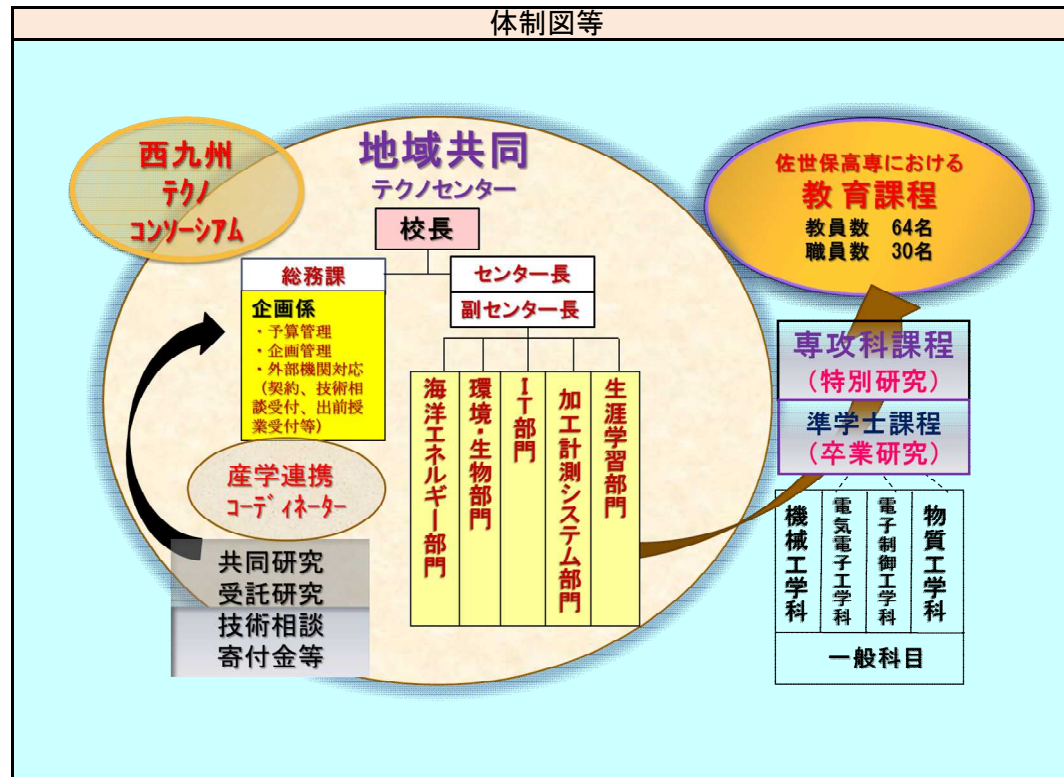 体制図等
西九州
テクノ
コンソーシアム
地域共同
テクノセンター
校長
総務課
企画係
・予算管理
・企画管理
・外部機関対応
(契約、技術相
談受付、出前授
業受付等)
センター長
副センター長
海洋エネルギー部門
環境・生物部門
IT部門
加工計測システム部門
生涯学習部門
産学連携
コーディネーター
共同研究
受託研究
技術相談
寄付金等
佐世保高専における
教育課程
教員数 64名
職員数 30名
専攻科課程
(特別研究)
準学士課程
(卒業研究)
機械工学科
電気電子工学科
電子制御工学科
物質工学科
一般科目